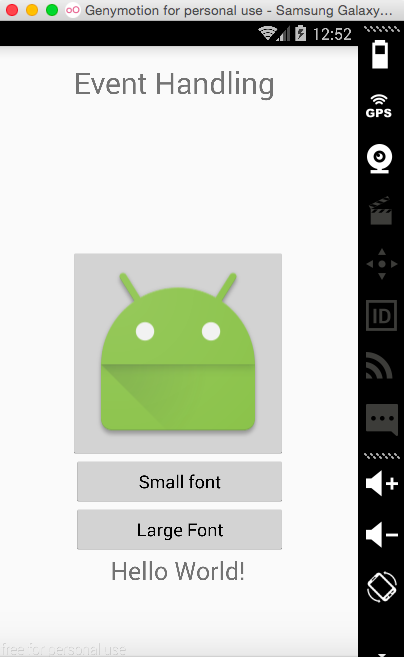 Genymotion for personal use - Samsung Galaxy...
12:52
Event Handling
GPS
ID
Small font
Large Font
Hello World!
free for personal use